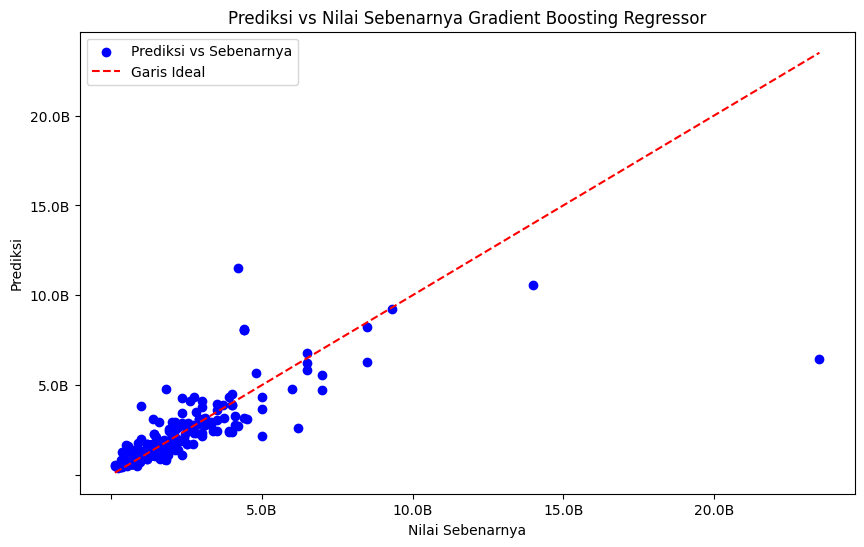 Prediksi vs Nilai Sebenarnya Gradient Boosting Regressor
Prediksi vs Sebenarnya
Garis Ideal
20.0B
15.0B
10.0B
5.0B
Prediksi
5.0B
10.0B
15.0B
20.0B
Nilai Sebenarnya